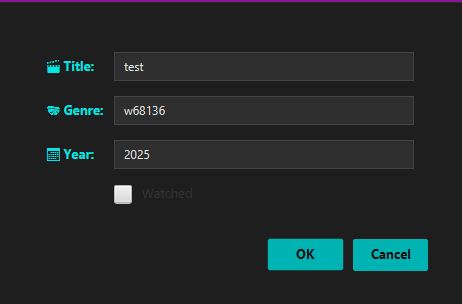 Title:
test
Genre:
w68136
Year:
2025
Watched
OK
Cancel